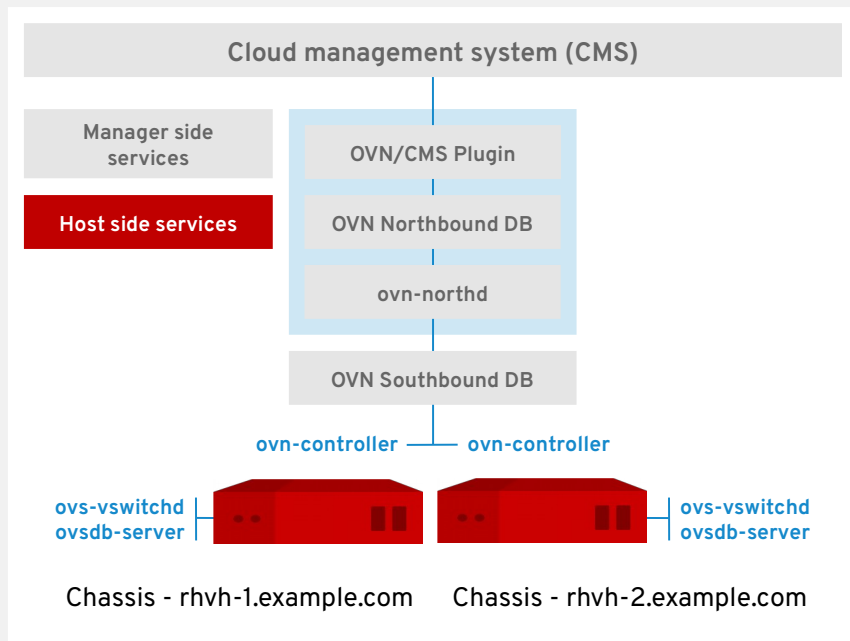 Cloud management system (CMS)
Manager side
services
Host side services
OVN/CMS Plugin
OVN Northbound DB
ovn-northd
OVN Southbound DB
ovn-controller
ovn-controller
ovs-vswitchd
ovsdb-server
ovs-vswitchd
ovsdb-server
Chassis - rhvh-1.example.com
Chassis - rhvh-2.example.com